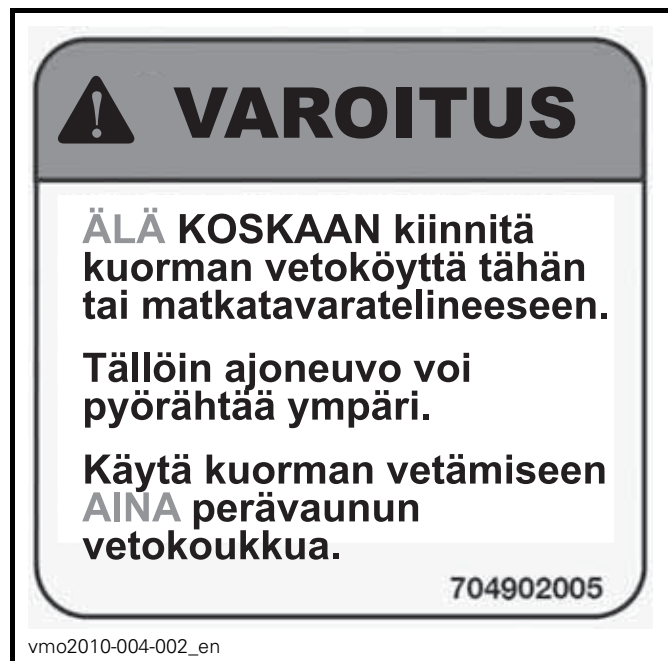 VAROITUS
ÄLÄ KOSKAAN kiinnitä
kuorman vetoköyttä tähän
tai matkatavaratelineeseen.
Tällöin ajoneuvo voi
pyörähtää ympäri.
Käytä kuorman vetämiseen
AINA perävaunun
vetokoukkua.
704902005
vmo2010-004-002_en